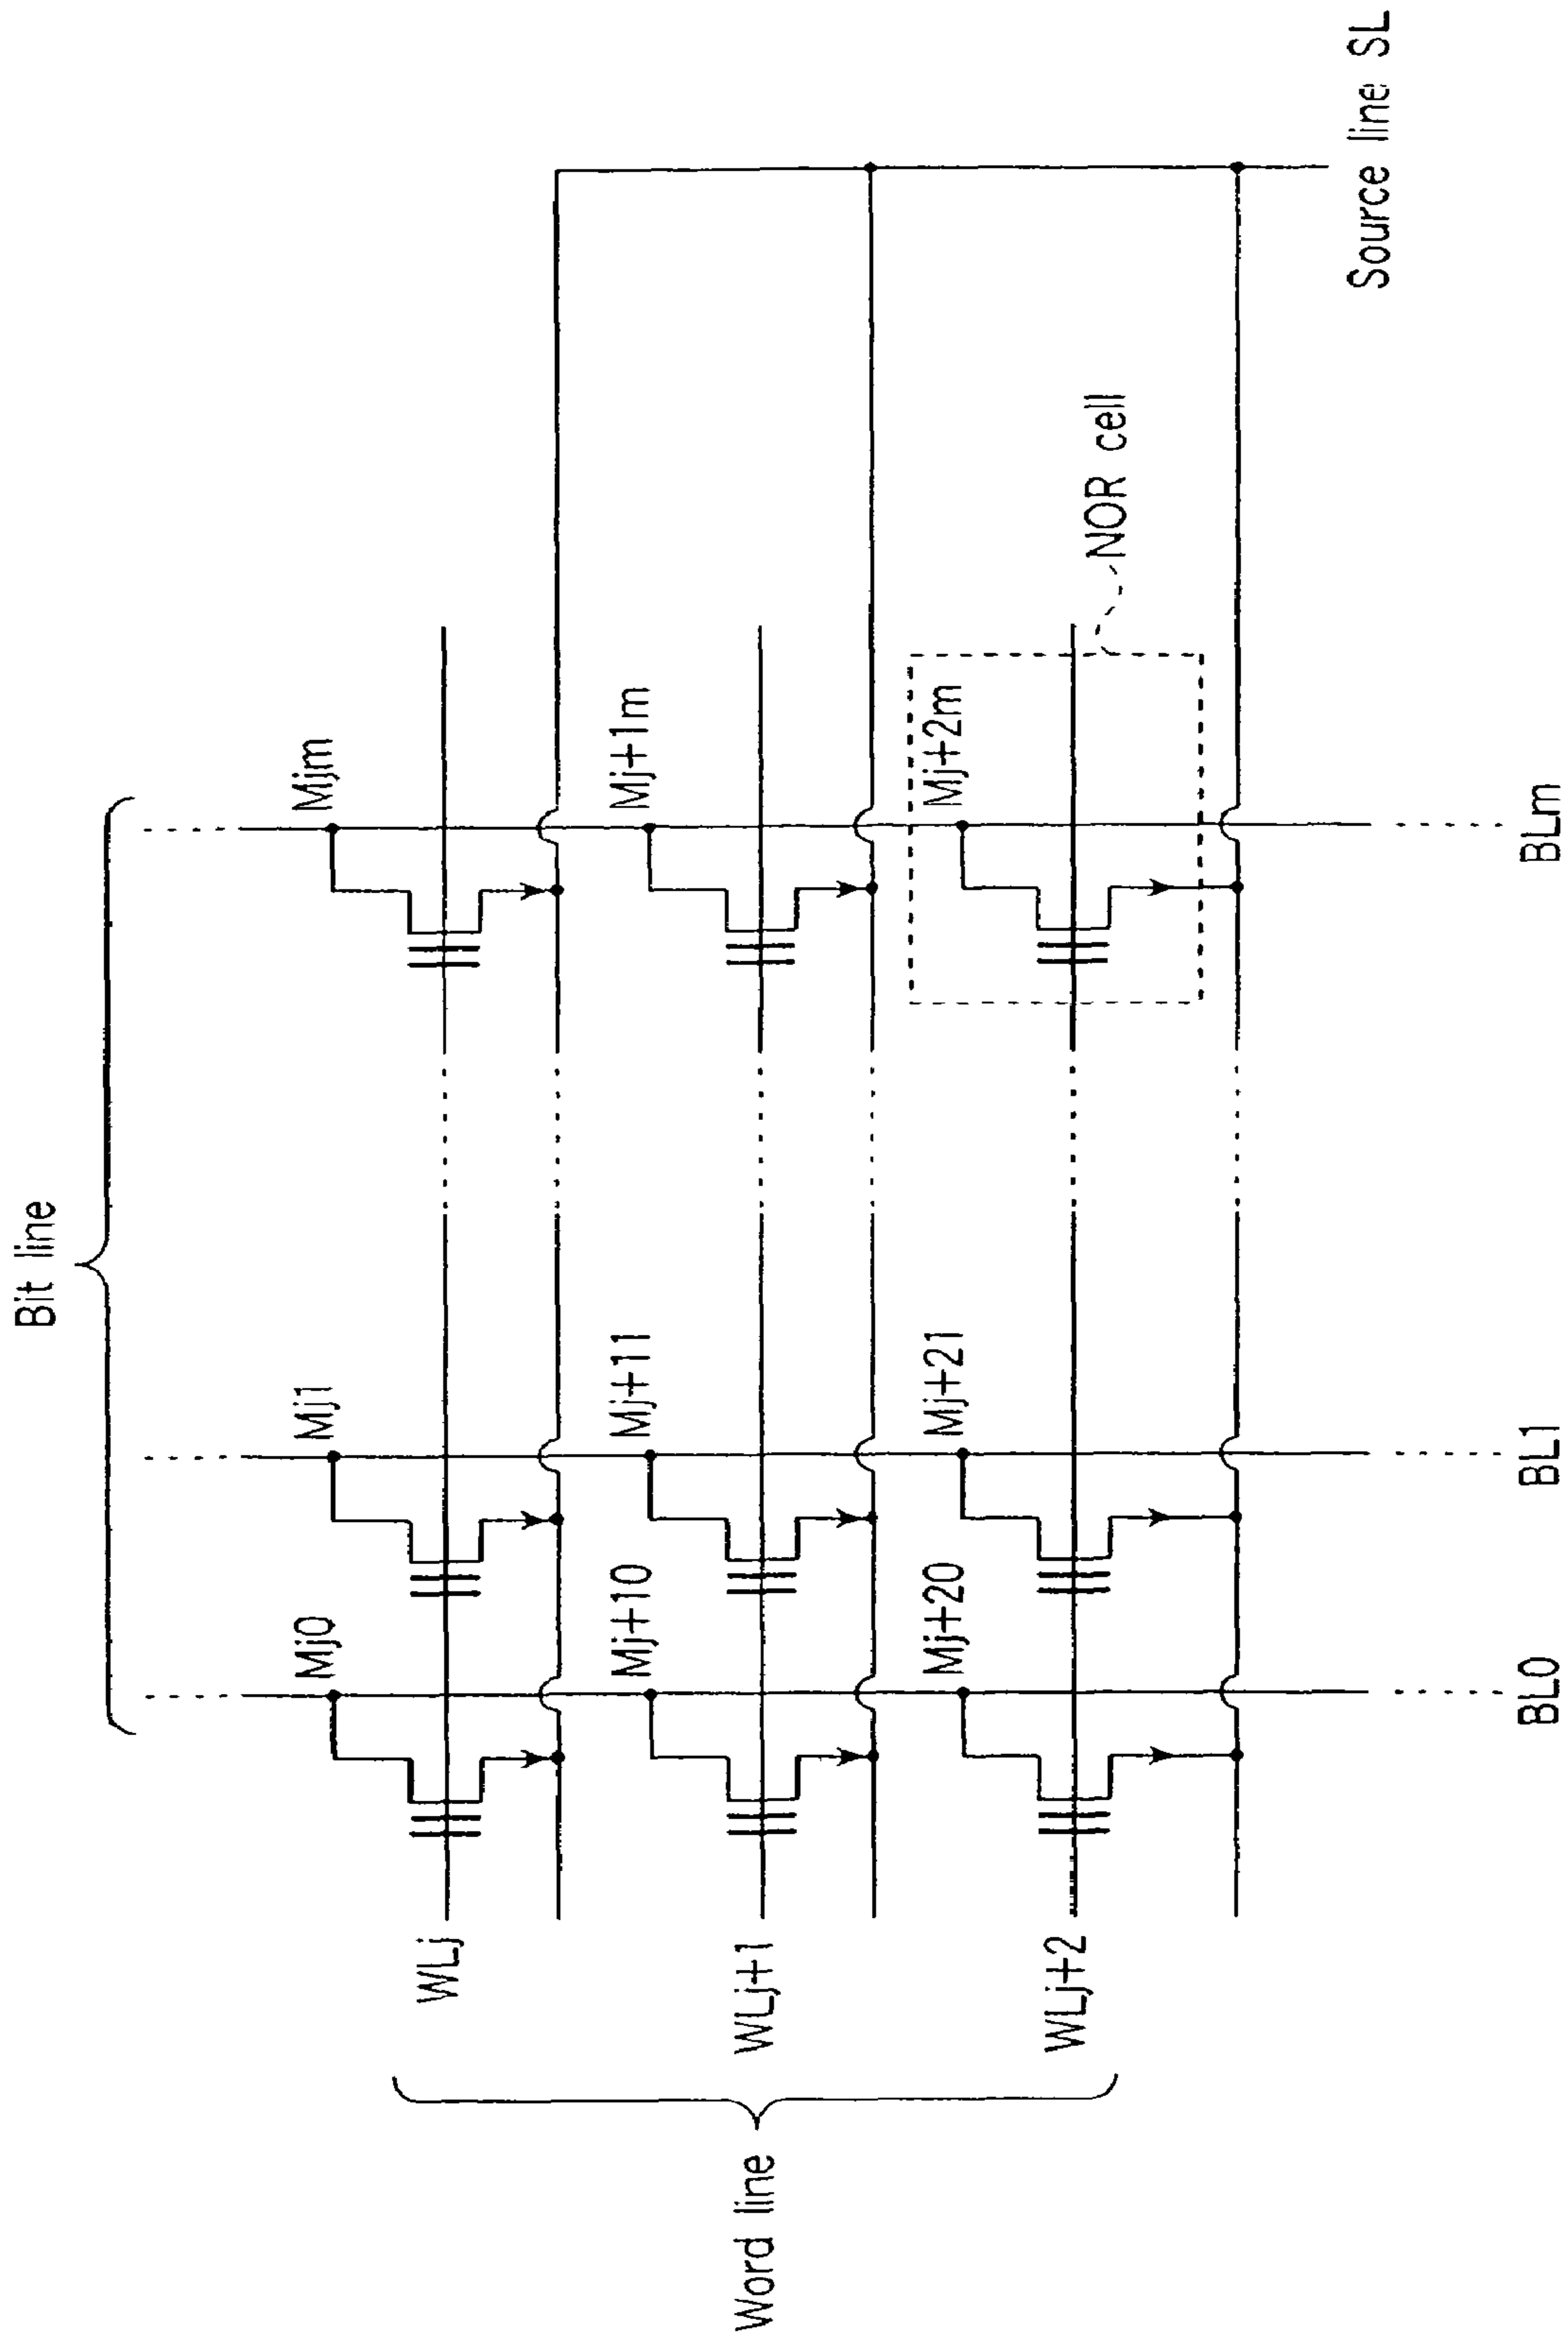 Bit line
Mj0
Mj1
Mjm
WLj
Mj+10
Mj+11
Mj+1m
Word line
WLj+1
Mj+20
Mj+21
Mj+2m
WLj+2
NOR cell
BL0
BL1
BLm
Source line SL